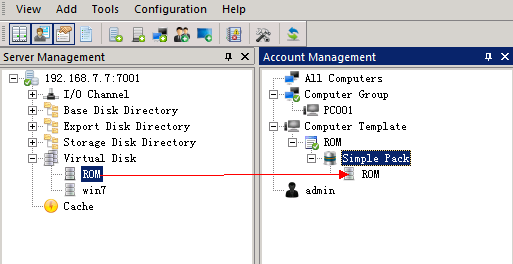 View Add Tools Configuration Help
Server Management
192.168.7.7:7001
I/O Channel
Base Disk Directory
Export Disk Directory
Storage Disk Directory
Virtual Disk
ROM
win7
Cache
Account Management
All Computers
Computer Group
PC001
Computer Template
ROM
Simple Pack
ROM
admin